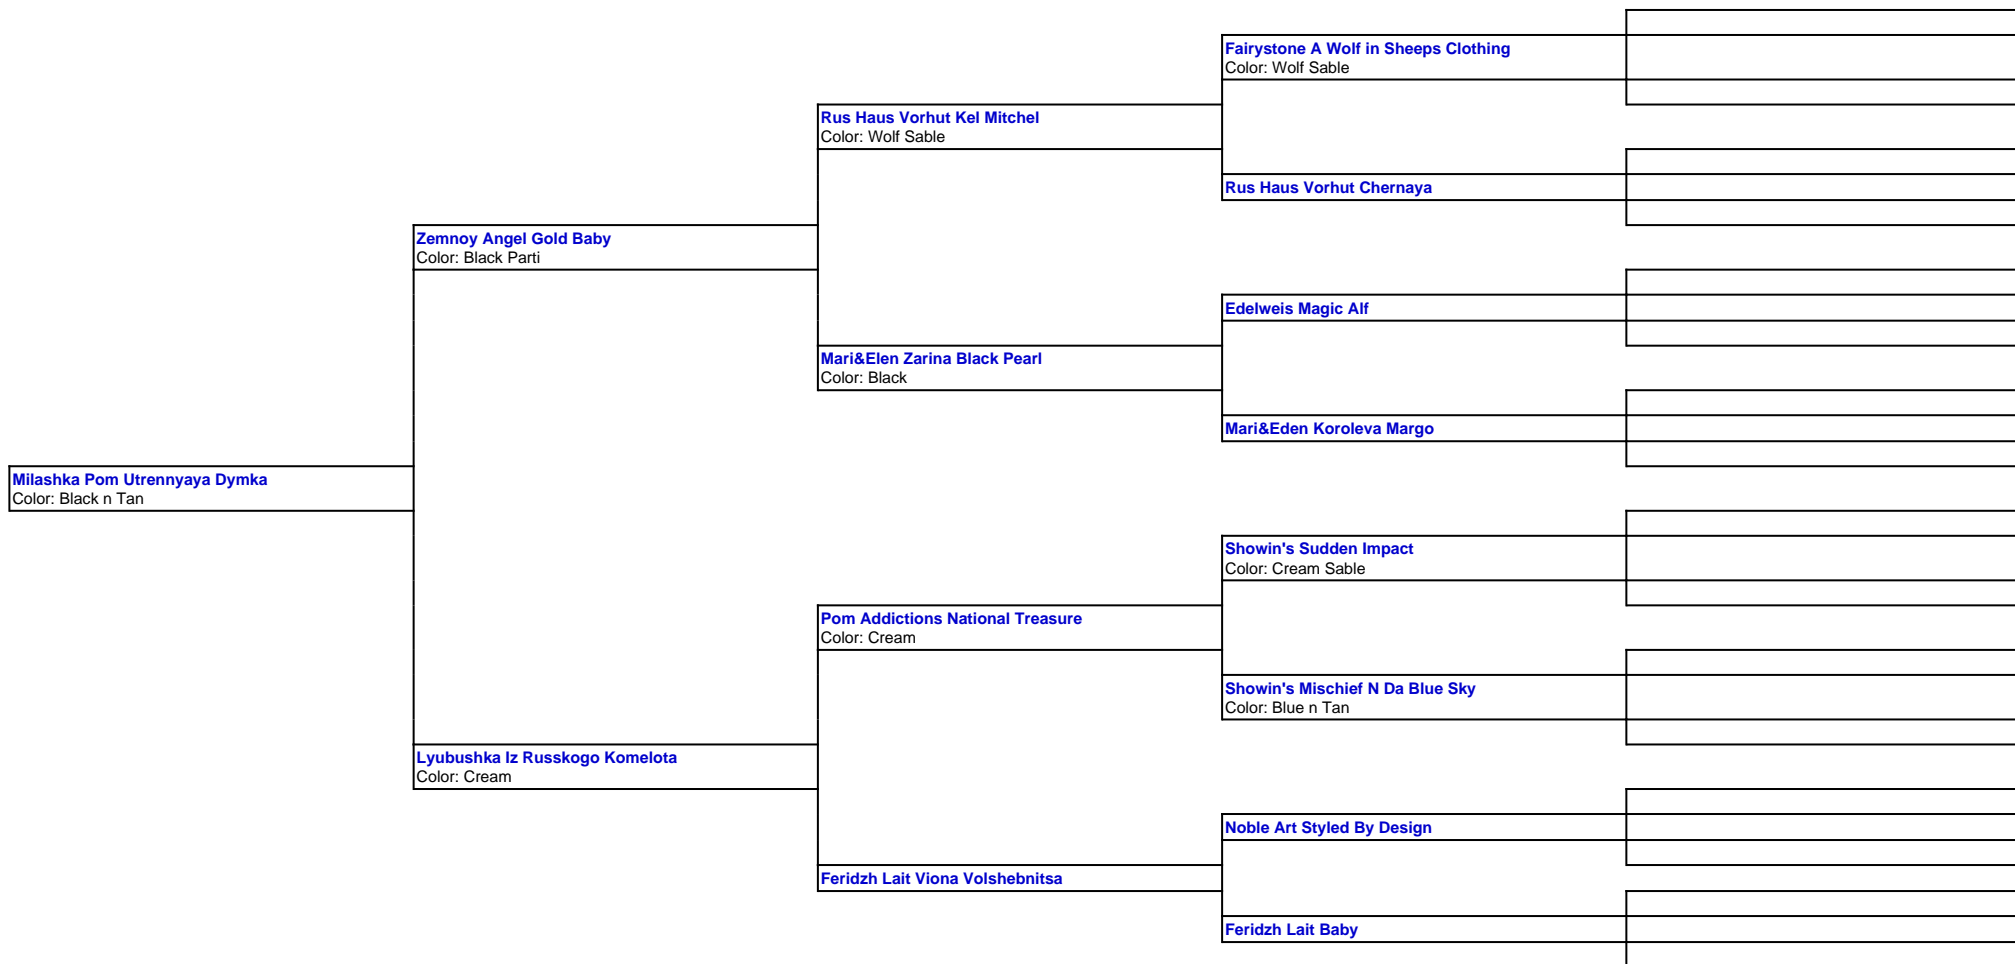 Fairystone A Wolf in Sheeps Clothing
Color: Wolf Sable
Rus Haus Vorhut Kel Mitchel
Color: Wolf Sable
Rus Haus Vorhut Chernaya
Zemnoy Angel Gold Baby
Color: Black Parti
Edelweis Magic Alf
Mari&Elen Zarina Black Pearl
Color: Black
Mari&Eden Koroleva Margo
Milashka Pom Utrennyaya Dymka
Color: Black n Tan
Showin's Sudden Impact
Color: Cream Sable
Pom Addictions National Treasure
Color: Cream
Showin's Mischief N Da Blue Sky
Color: Blue n Tan
Lyubushka Iz Russkogo Komelota
Color: Cream
Noble Art Styled By Design
Feridzh Lait Viona Volshebnitsa
Feridzh Lait Baby